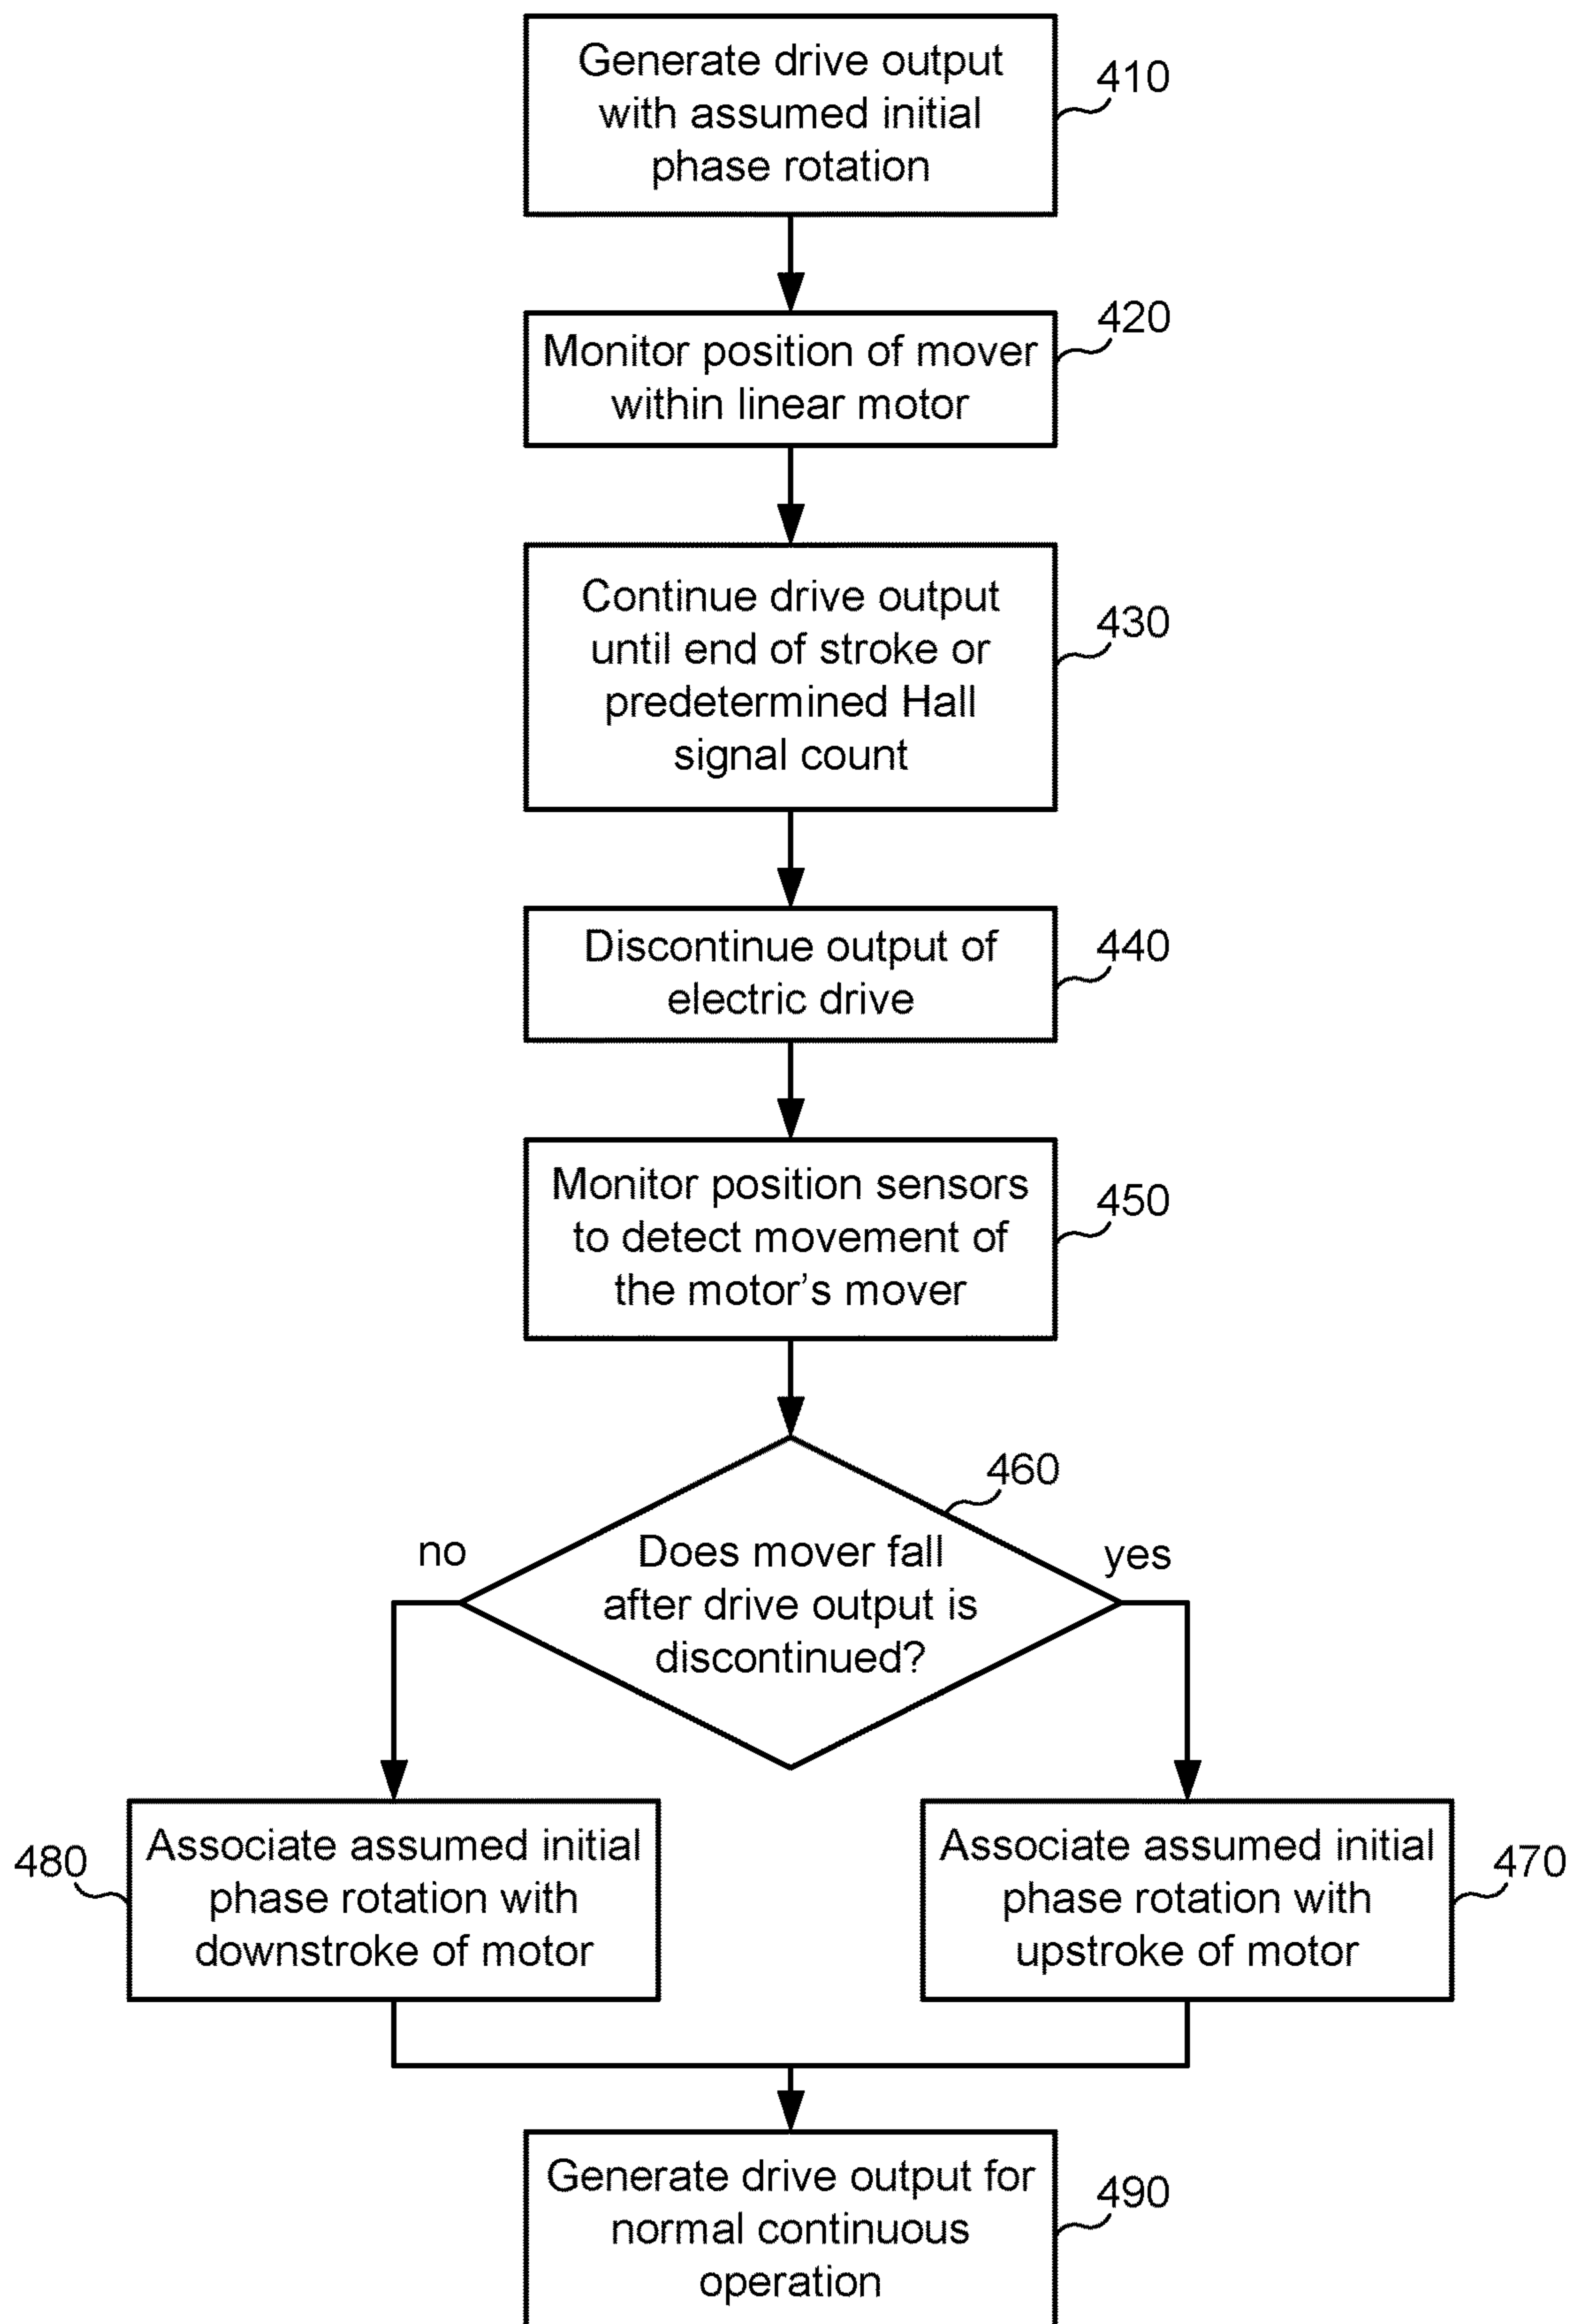 Generate drive output
with assumed initial
phase rotation
410
Monitor position of mover
within linear motor
420
Continue drive output
until end of stroke or
predetermined Hall
signal count
430
Discontinue output of
electric drive
440
Monitor position sensors
to detect movement of
the motor’s mover
450
460
Does mover fall
after drive output is
discontinued?
no
yes
480
Associate assumed initial
phase rotation with
downstroke of motor
Associate assumed initial
phase rotation with
upstroke of motor
470
Generate drive output for
normal continuous
operation
490